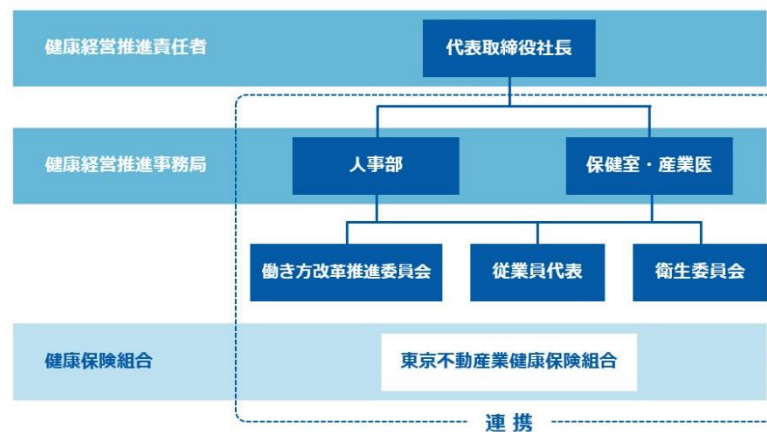 健康経営推進責任者
代表取締役社長
健康経営推進事務局
人事部
保健室・産業医
働き方改革推進委員会
従業員代表
衛生委員会
健康保険組合
東京不動産業健康保険組合
連携